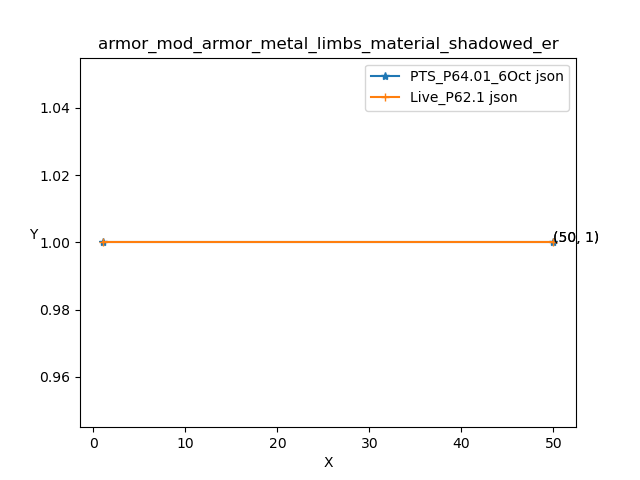 armor_mod_armor_metal_limbs_material_shadowed_er
PTS_P64.01_6Oct json
Live_P62.1 json
1.04
1.02
1.00
0.98
0.96
Y
(50, 1)
0 10 20 30 40 50
X